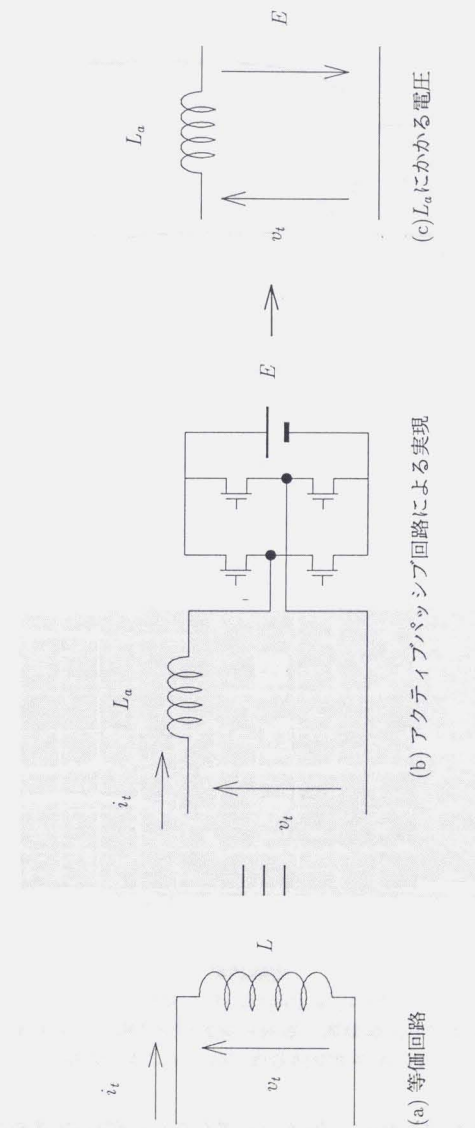 i_t
v_t
L
(a) 等価回路
i_t
L_a
v_t
E
(b) アクティブパッシブ回路による実現
L_a
v_t
E
(c)L_aにかかる電圧